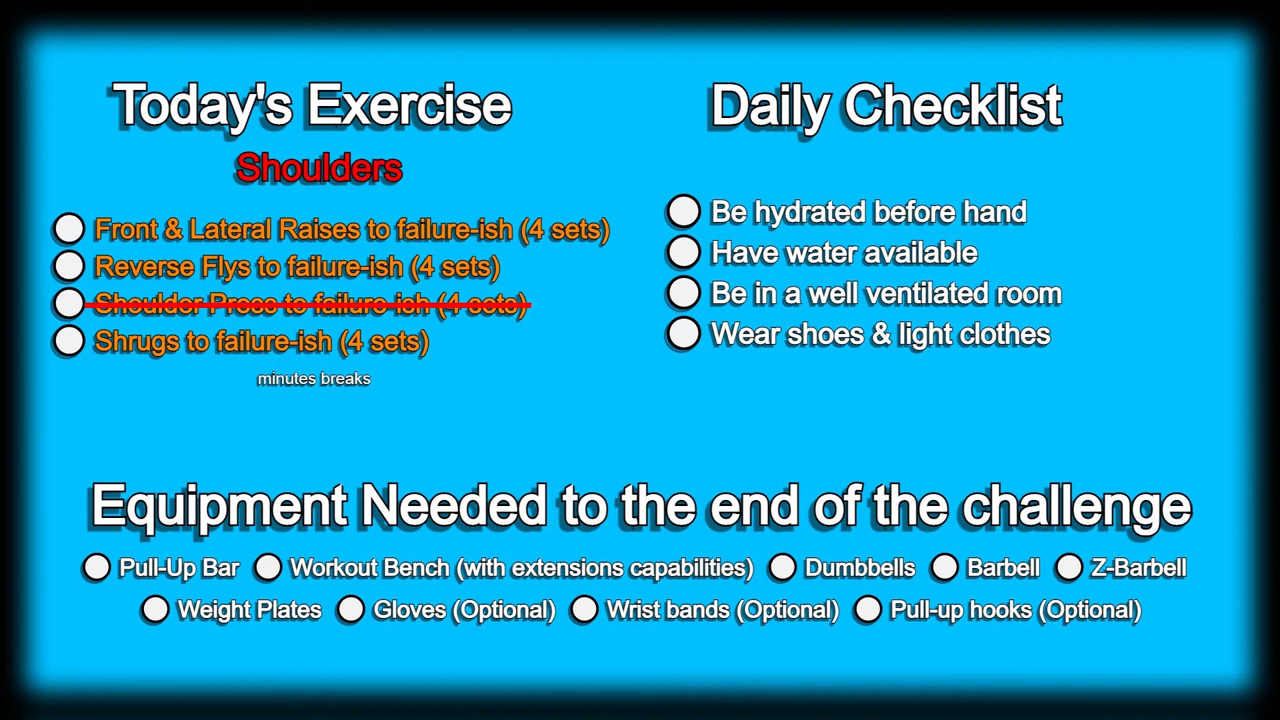 Today's Exercise
Shoulders
Front & Lateral Raises to failure-ish (4 sets)
Reverse Flys to failure-ish (4 sets)
Shoulder Press to failure-ish (4 sets)
Shrugs to failure-ish (4 sets)
minutes breaks
Daily Checklist
Be hydrated before hand
Have water available
Be in a well ventilated room
Wear shoes & light clothes
Equipment Needed to the end of the challenge
Pull-Up Bar Workout Bench (with extensions capabilities) Dumbbells Barbell Z-Barbell
Weight Plates Gloves (Optional) Wrist bands (Optional) Pull-up hooks (Optional)